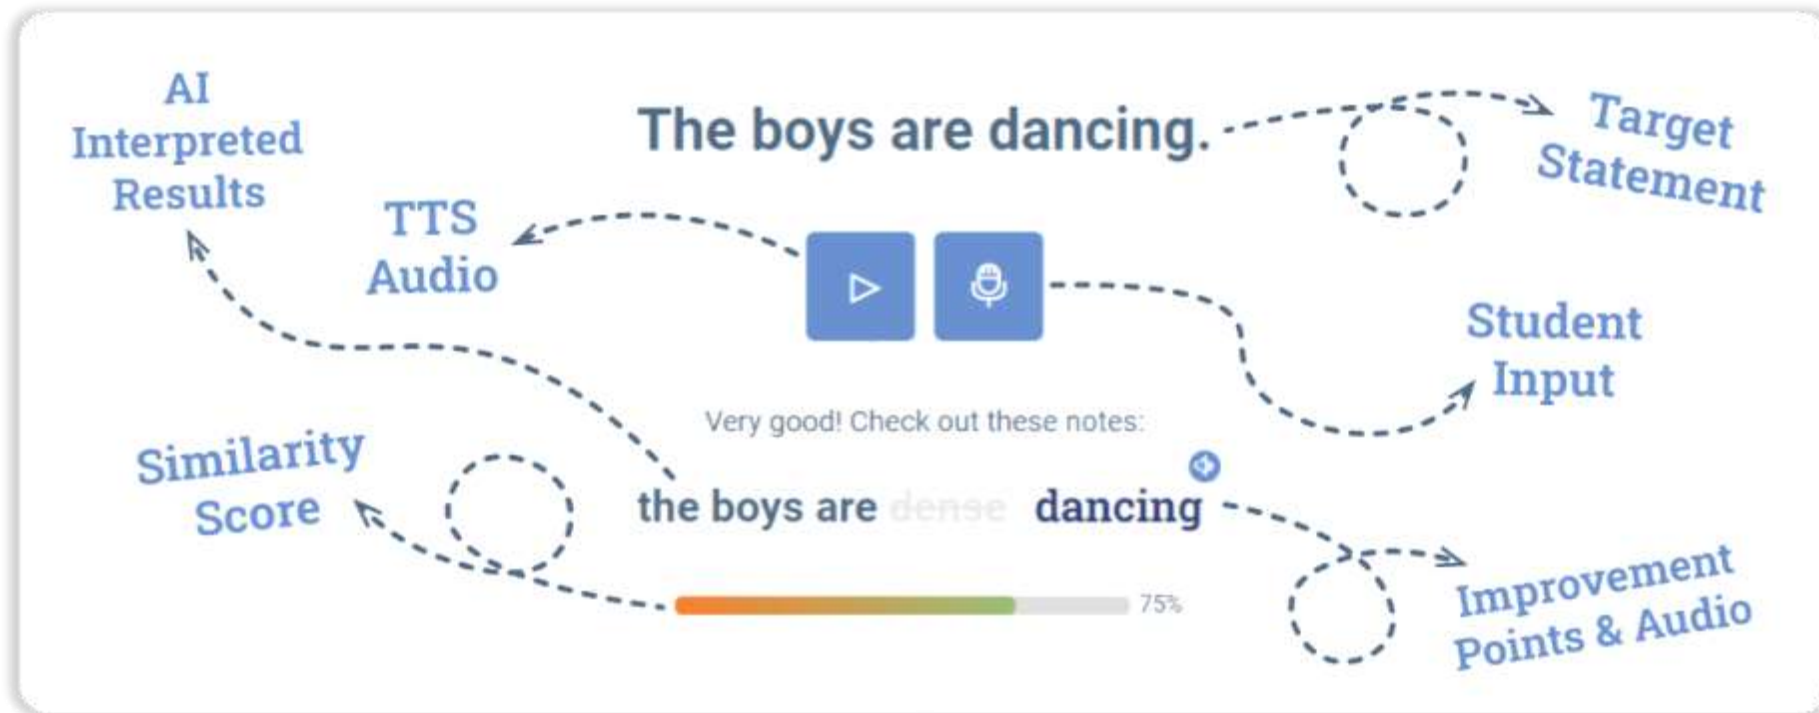 AI
Interpreted
Results
TTS
Audio
The boys are dancing.
Target
Statement
Student
Input
Very good! Check out these notes:
Similarity
Score
the boys are dense dancing
75%
Improvement
Points & Audio